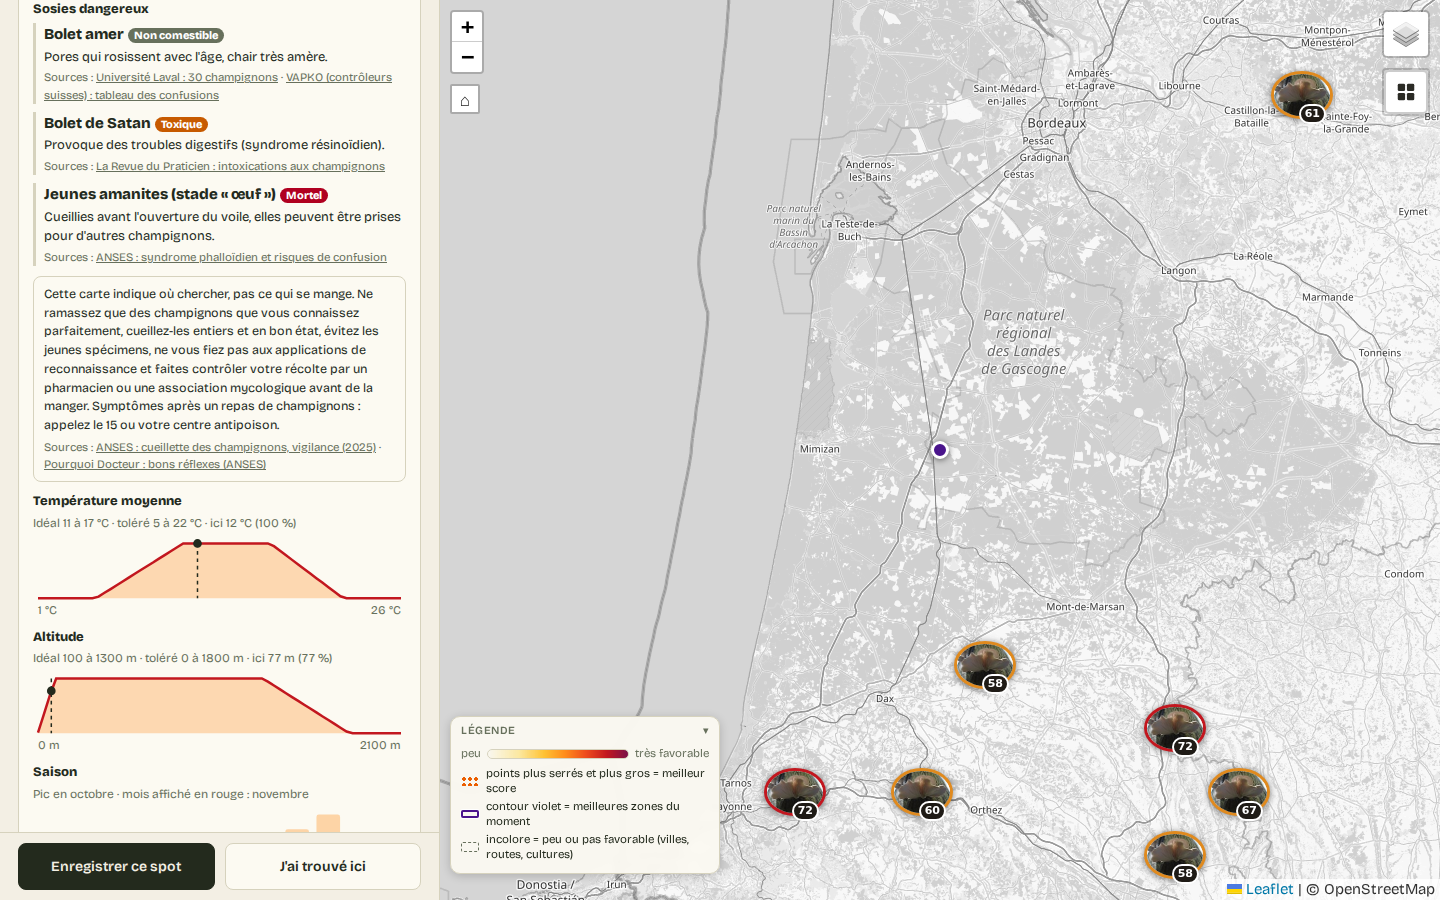 Sosies dangereux
Bolet amer Non comestible
Pores qui rosissent avec l'âge, chair très amère.
Sources : Université Laval : 30 champignons · VAPKO (contrôleurs
suisses) : tableau des confusions
Bolet de Satan Toxique
Provoque des troubles digestifs (syndrome résinoïdien).
Sources : La Revue du Praticien : intoxications aux champignons
Jeunes amanites (stade « œuf ») Mortel
Cueillies avant l'ouverture du voile, elles peuvent être prises
pour d'autres champignons.
Sources : ANSES : syndrome phalloïdien et risques de confusion
Cette carte indique où chercher, pas ce qui se mange. Ne
ramassez que des champignons que vous connaissez
parfaitement, cueillez-les entiers et en bon état, évitez les
jeunes spécimens, ne vous fiez pas aux applications de
reconnaissance et faites contrôler votre récolte par un
pharmacien ou une association mycologique avant de la
manger. Symptômes après un repas de champignons :
appelez le 15 ou votre centre antipoison.
Sources : ANSES : cueillette des champignons, vigilance (2025) ·
Pourquoi Docteur : bons réflexes (ANSES)
Température moyenne
Idéal 11 à 17 °C · toléré 5 à 22 °C · ici 12 °C (100 %)
1 °C 26 °C
Altitude
Idéal 100 à 1300 m · toléré 0 à 1800 m · ici 77 m (77 %)
0 m 2100 m
Saison
Pic en octobre · mois affiché en rouge : novembre
Enregistrer ce spot
J'ai trouvé ici
+
−
Coutras
Montpon-
Ménestérol
Ambarès-
et-Lagrave
Saint-Médard-
en-Jalles
Lormont
Libourne
Castillon-la-
Bataille
61
ainte-Foy-
la-Grande
Ber
Bordeaux
Pessac
Gradignan
Cestas
Andernos-
les-Bains
Parc naturel
marin du
Bassin
d'Arcachon
La Teste-de-
Buch
Eymet
La Réole
Langon
Marmande
Parc naturel
régional
des Landes
de Gascogne
Tonneins
Mimizan
Condom
Mont-de-Marsan
58
Dax
72
Tarnos
ayonne
72
60
Orthez
67
58
Donostia /
San Sebastián
Irun
LÉGENDE ▾
peu très favorable
points plus serrés et plus gros = meilleur
score
contour violet = meilleures zones du
moment
incolore = peu ou pas favorable (villes,
routes, cultures)
Leaflet | © OpenStreetMap